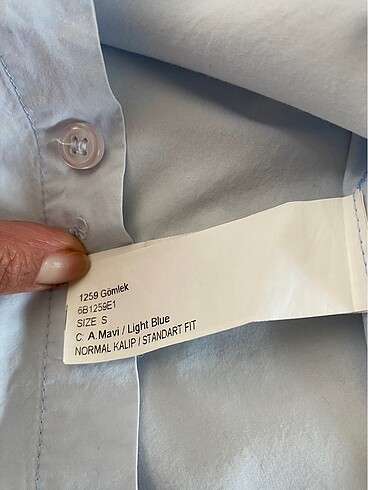 1259 Gömlek
6B1259E1
SIZE S
C: A.Mavi / Light Blue
NORMAL KALIP / STANDART FIT